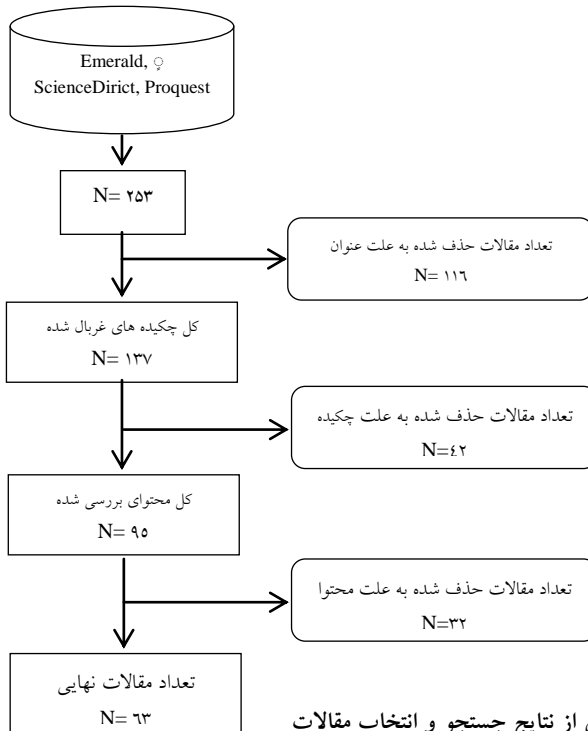 Emerald,
ScienceDirict, Proquest
N= ۲۵۳
تعداد مقالات حذف شده به علت عنوان
N= ۱۱٦
کل چکیده های غربال شده
N= ۱۳۷
تعداد مقالات حذف شده به علت چکیده
N=٤۲
کل محتوای بررسی شده
N= ۹۵
تعداد مقالات حذف شده به علت محتوا
N=۳۲
تعداد مقالات نهایی
N= ٦۳
از نتایج جستجو و انتخاب مقالات